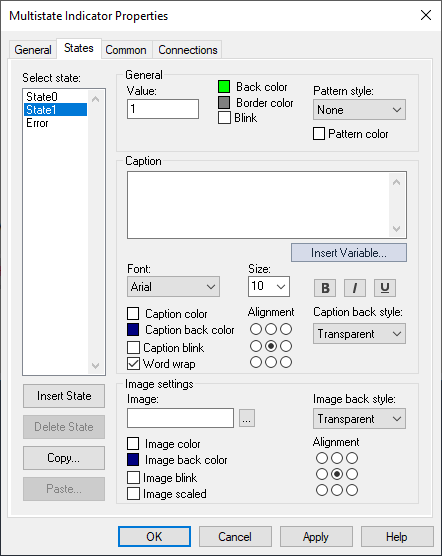 Multistate Indicator Properties
General States Common Connections
Select state:
State0
State1
Error
Insert State
Delete State
Copy...
Paste...
General
Value:
1
Back color
Border color
Blink
Pattern style:
None
Pattern color
Caption
Insert Variable...
Font:
Arial
Size:
10
B I U
Caption color
Caption back color
Caption blink
Word wrap
Alignment
Caption back style:
Transparent
Image settings
Image:
...
Image color
Image back color
Image blink
Image scaled
Image back style:
Transparent
Alignment
OK Cancel Apply Help